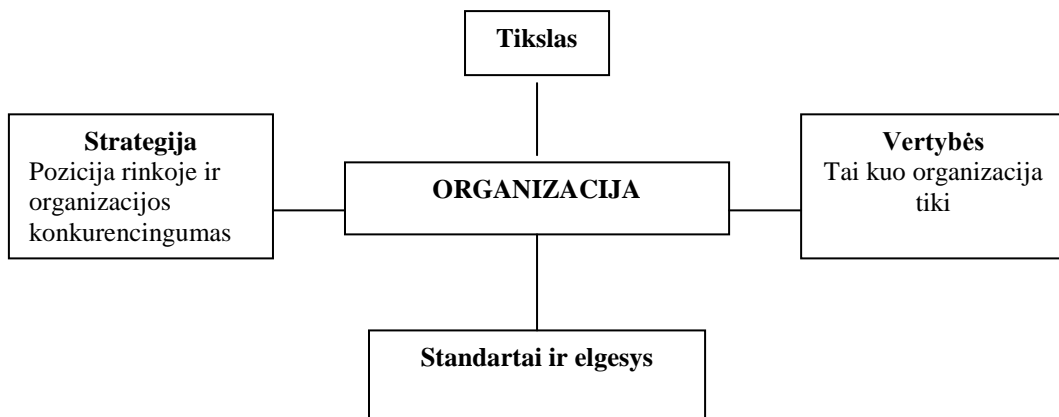 Tikslas
Strategija
Pozicija rinkoje ir
organizacijos
konkurencingumas
ORGANIZACIJA
Vertybės
Tai kuo organizacija
tiki
Standartai ir elgesys